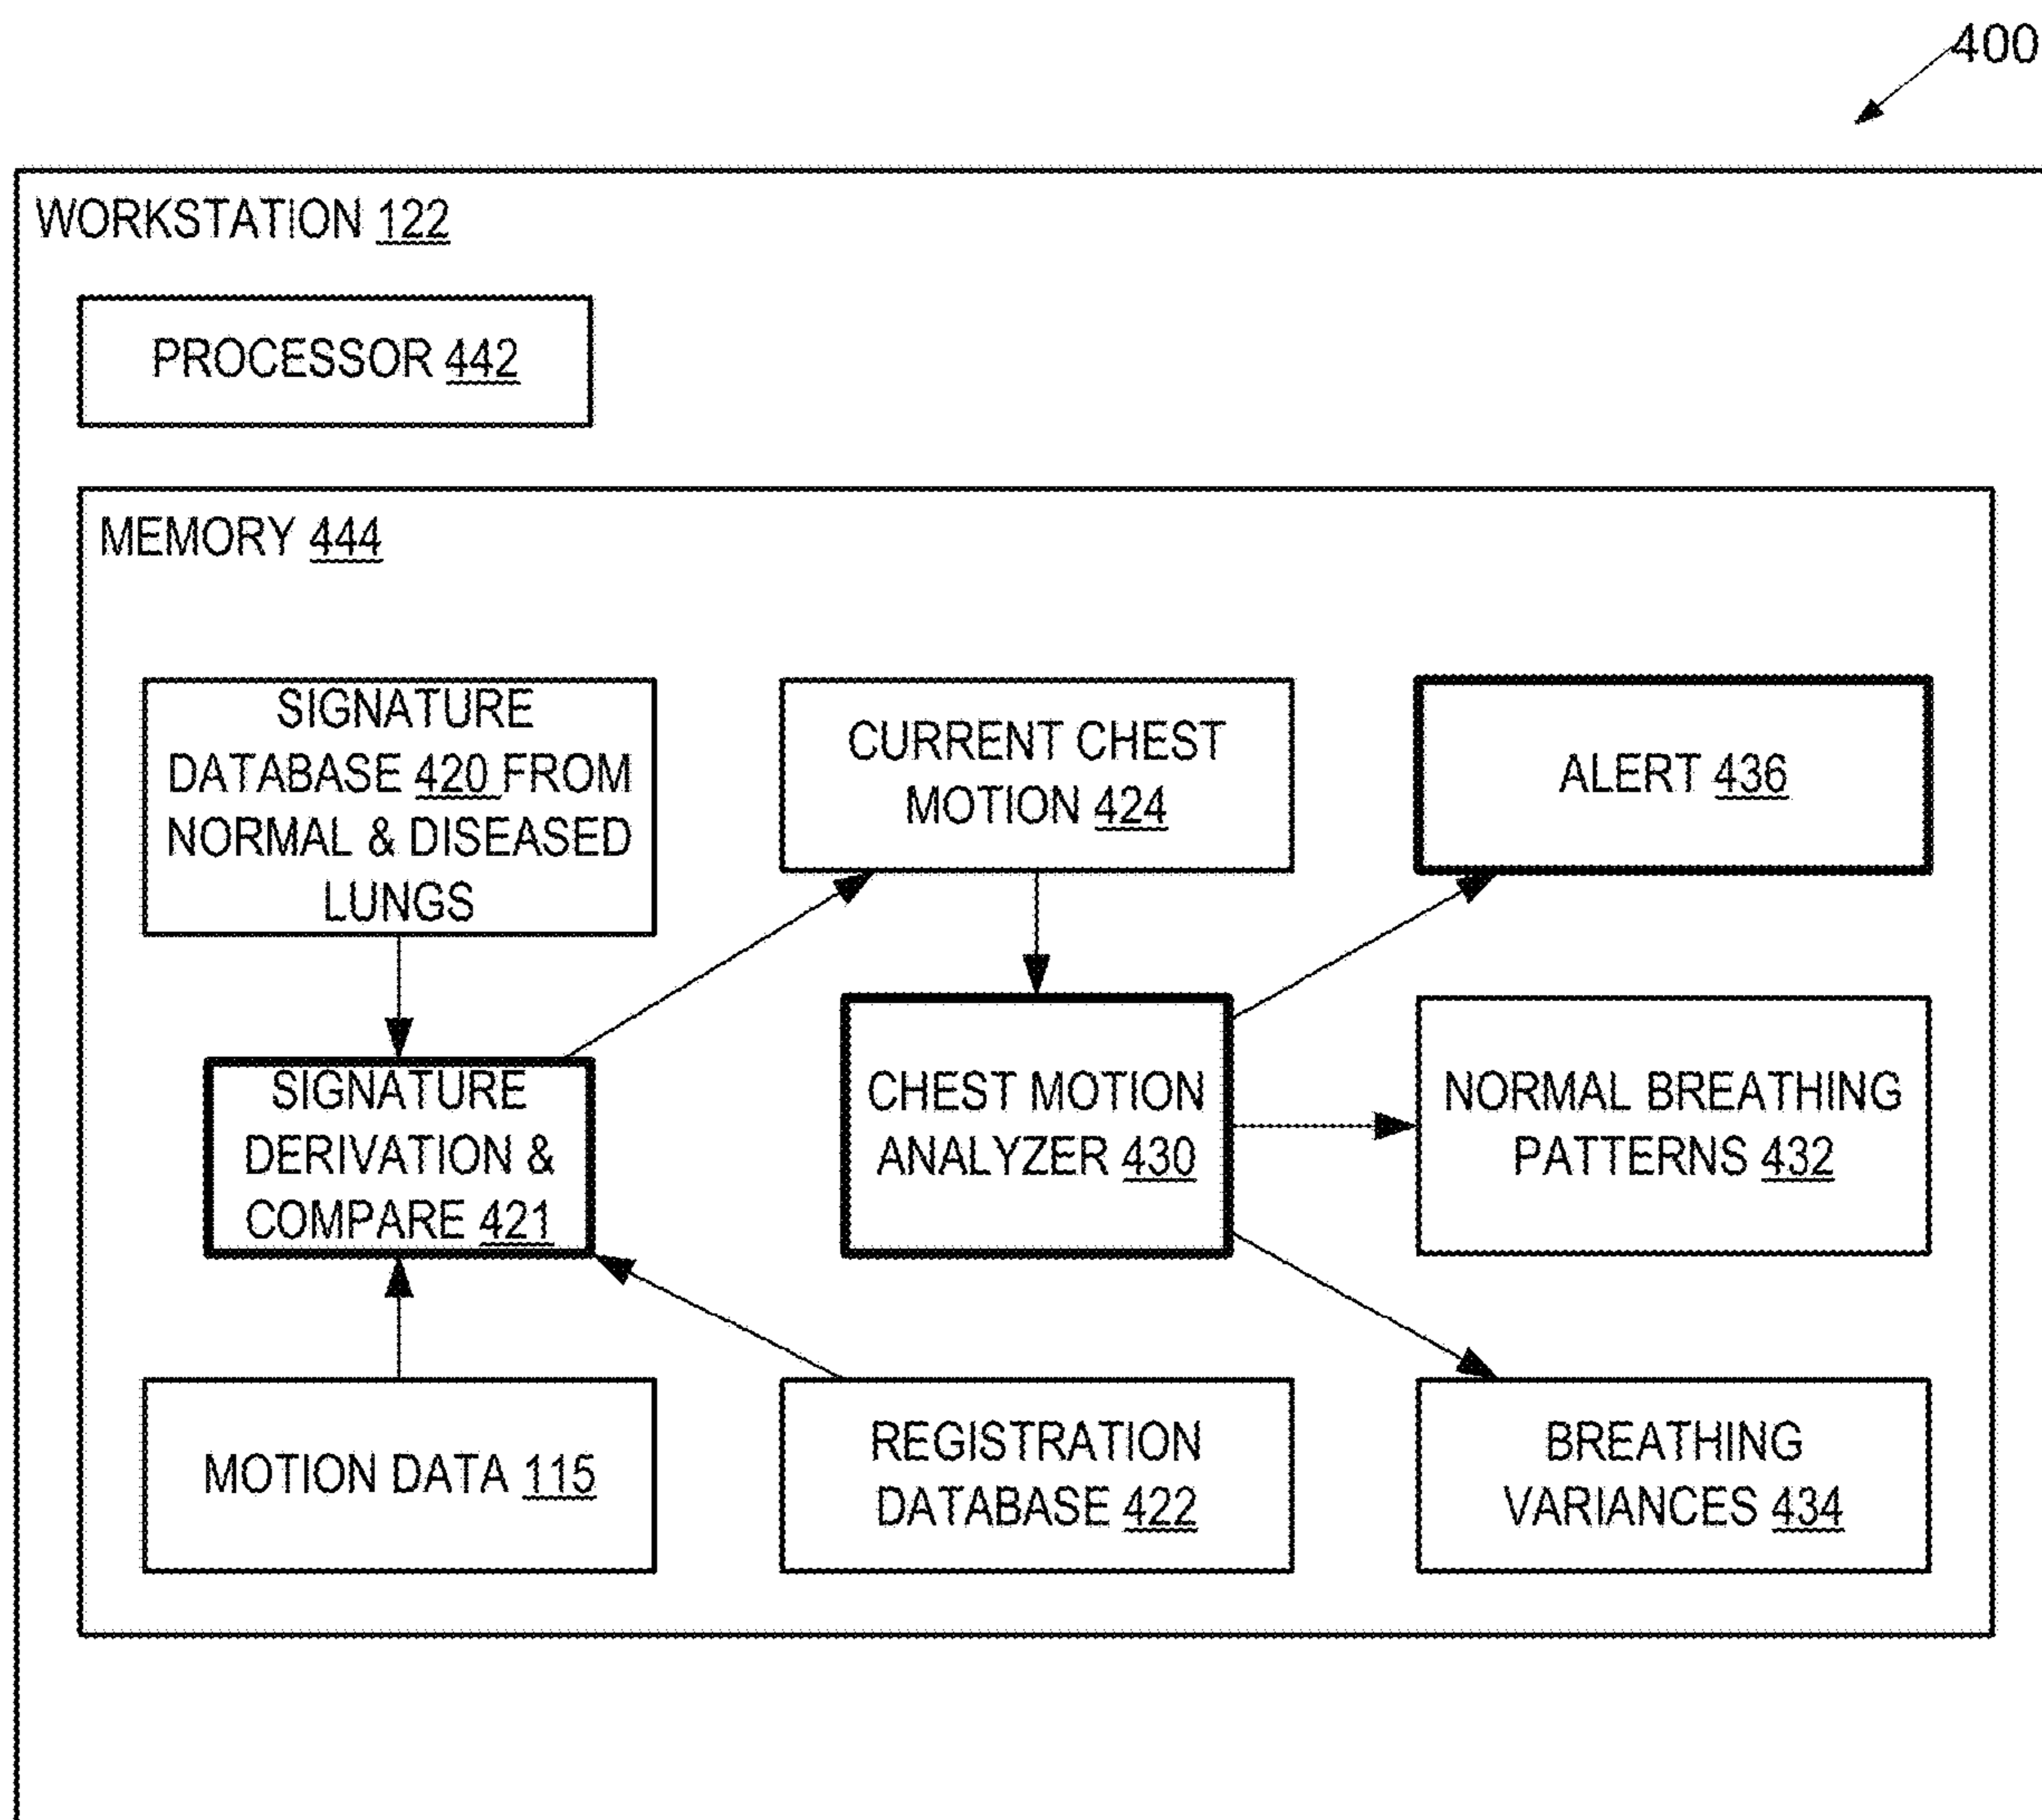 400
WORKSTATION 122
PROCESSOR 442
MEMORY 444
SIGNATURE
DATABASE 420 FROM
NORMAL & DISEASED
LUNGS
CURRENT CHEST
MOTION 424
ALERT 436
SIGNATURE
DERIVATION &
COMPARE 421
CHEST MOTION
ANALYZER 430
NORMAL BREATHING
PATTERNS 432
MOTION DATA 115
REGISTRATION
DATABASE 422
BREATHING
VARIANCES 434